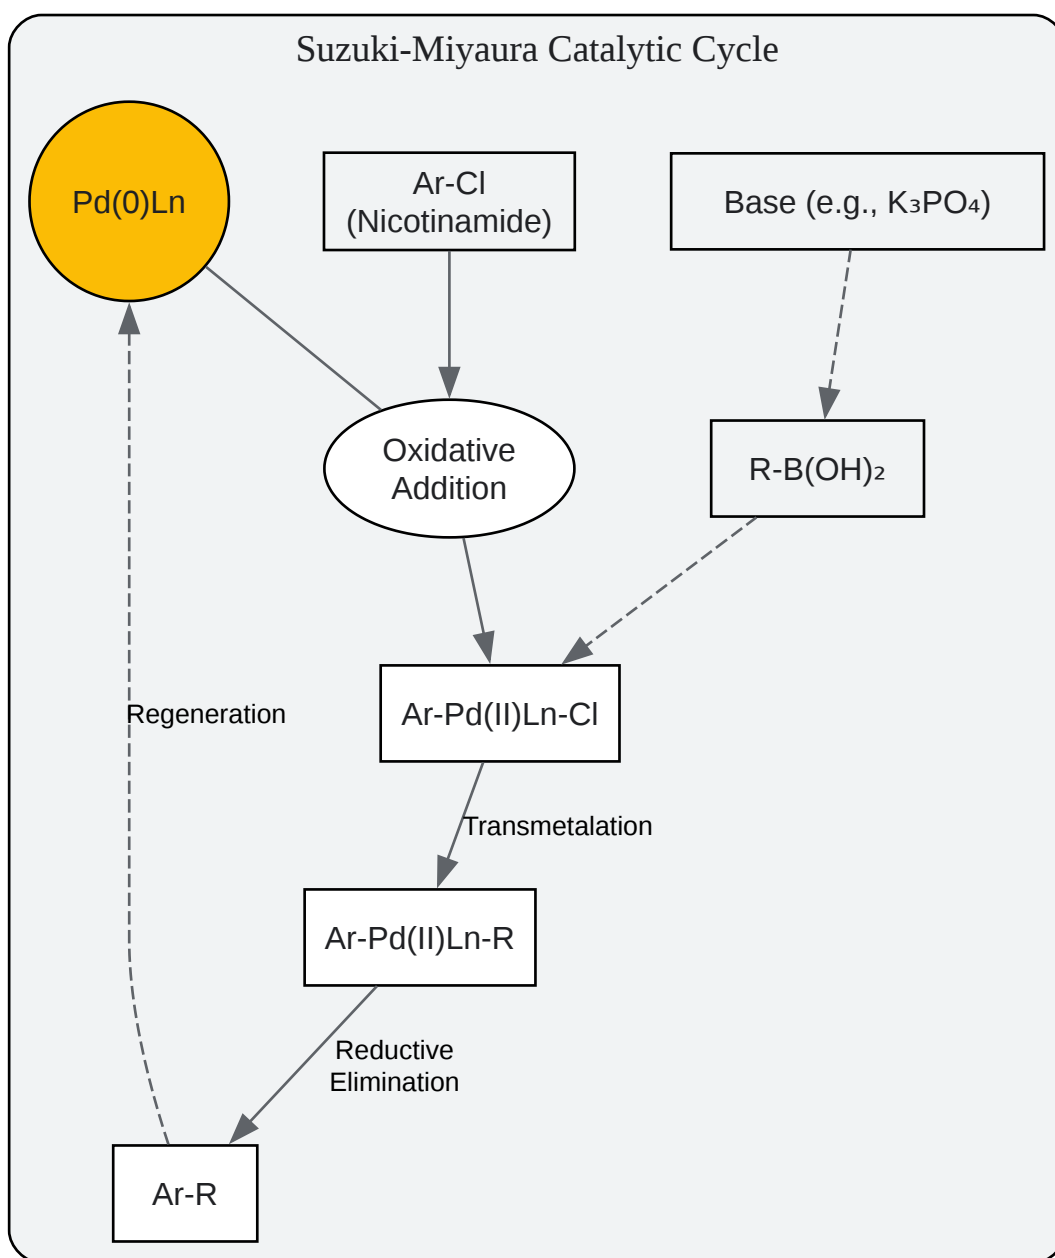 Suzuki-Miyaura Catalytic Cycle
Pd(0)Ln
Ar-Cl
(Nicotinamide)
Base (e.g., K₃PO₄)
Oxidative
Addition
R-B(OH)₂
Ar-Pd(II)Ln-Cl
Regeneration
Transmetalation
Ar-Pd(II)Ln-R
Reductive
Elimination
Ar-R